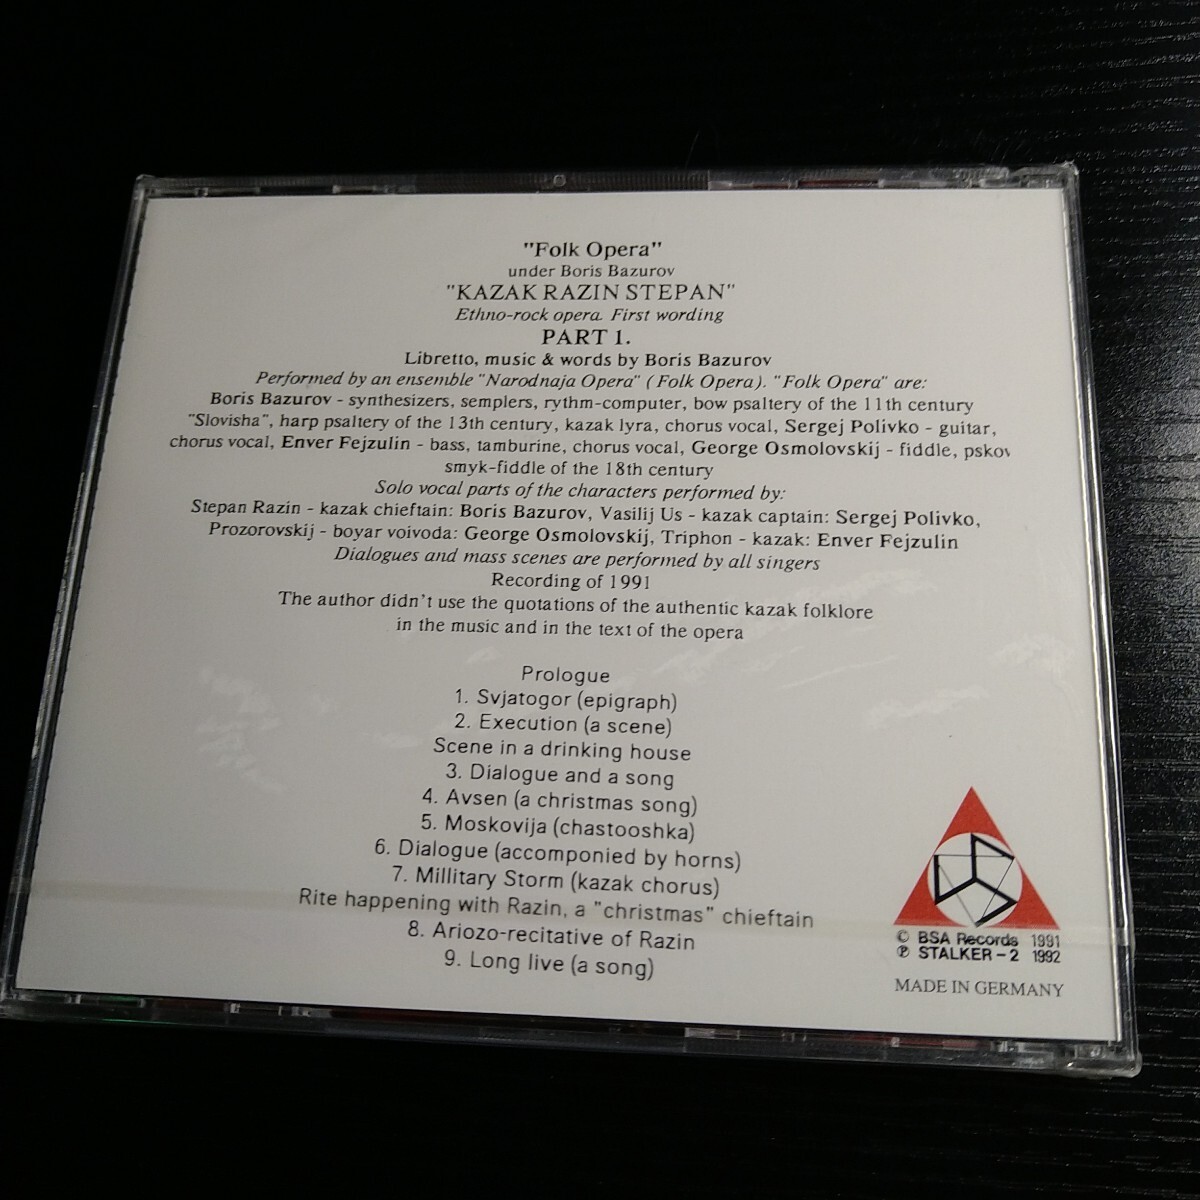 "Folk Opera"
under Boris Bazurov
"KAZAK RAZIN STEPAN"
Ethno-rock opera. First wording
PART 1.
Libretto, music & words by Boris Bazurov
Performed by an ensemble "Narodnaja Opera" (Folk Opera). "Folk Opera" are:
Boris Bazurov - synthesizers, semplers, rythm-computer, bow psaltery of the 11th century
"Slovisha", harp psaltery of the 13th century, kazak lyra, chorus vocal, Sergej Polivko - guitar,
chorus vocal, Enver Fejzulin - bass, tamburine, chorus vocal, George Osmolovskij - fiddle, pskov
smyk-fiddle of the 18th century
Solo vocal parts of the characters performed by:
Stepan Razin - kazak chieftain: Boris Bazurov, Vasilij Us - kazak captain: Sergej Polivko,
Prozorovskij - boyar voivoda: George Osmolovskij, Triphon - kazak: Enver Fejzulin
Dialogues and mass scenes are performed by all singers
Recording of 1991
The author didn't use the quotations of the authentic kazak folklore
in the music and in the text of the opera
Prologue
1. Svjatogor (epigraph)
2. Execution (a scene)
Scene in a drinking house
3. Dialogue and a song
4. Avsen (a christmas song)
5. Moskovija (chastooshka)
6. Dialogue (accomponied by horns)
7. Millitary Storm (kazak chorus)
Rite happening with Razin, a "christmas" chieftain
8. Ariozo-recitative of Razin
9. Long live (a song)
© BSA Records 1991
℗ STALKER-2 1992
MADE IN GERMANY